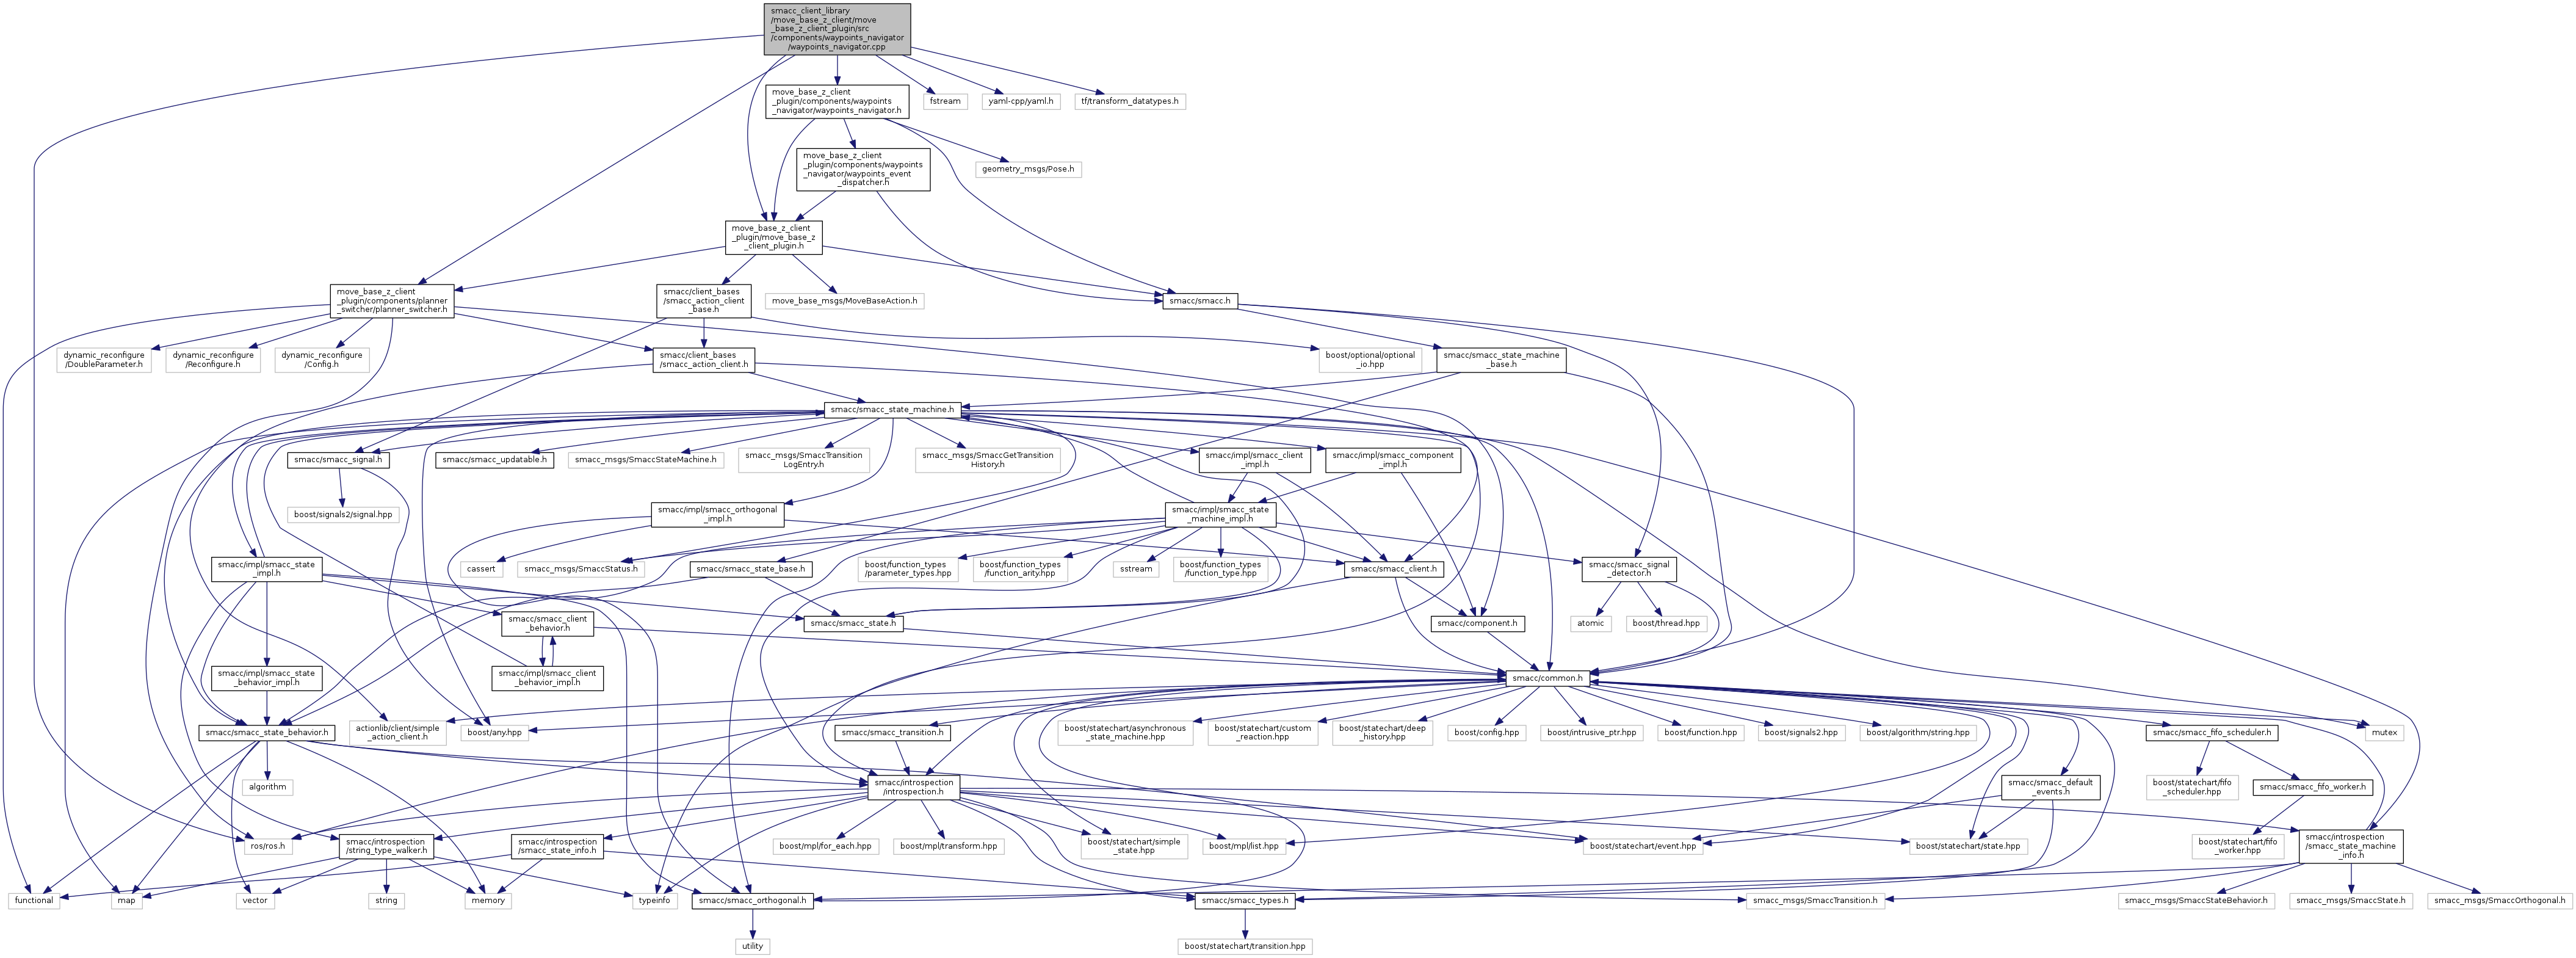 smacc_client_library
/move_base_z_client/move
_base_z_client_plugin/src
/components/waypoints_navigator
/waypoints_navigator.cpp
move_base_z_client
_plugin/components/waypoints
_navigator/waypoints_navigator.h
fstream
yaml-cpp/yaml.h
tf/transform_datatypes.h
move_base_z_client
_plugin/components/waypoints
_navigator/waypoints_event
_dispatcher.h
geometry_msgs/Pose.h
move_base_z_client
_plugin/move_base_z
_client_plugin.h
move_base_z_client
_plugin/components/planner
_switcher/planner_switcher.h
smacc/client_bases
/smacc_action_client
_base.h
move_base_msgs/MoveBaseAction.h
smacc/smacc.h
dynamic_reconfigure
/DoubleParameter.h
dynamic_reconfigure
/Reconfigure.h
dynamic_reconfigure
/Config.h
smacc/client_bases
/smacc_action_client.h
boost/optional/optional
_io.hpp
smacc/smacc_state_machine
_base.h
smacc/smacc_state_machine.h
smacc/smacc_signal.h
smacc/smacc_updatable.h
smacc_msgs/SmaccStateMachine.h
smacc_msgs/SmaccTransition
LogEntry.h
smacc_msgs/SmaccGetTransition
History.h
smacc/impl/smacc_client
_impl.h
smacc/impl/smacc_component
_impl.h
boost/signals2/signal.hpp
smacc/impl/smacc_orthogonal
_impl.h
smacc/impl/smacc_state
_machine_impl.h
smacc/impl/smacc_state
_impl.h
cassert
smacc_msgs/SmaccStatus.h
smacc/smacc_state_base.h
boost/function_types
/parameter_types.hpp
boost/function_types
/function_arity.hpp
sstream
boost/function_types
/function_type.hpp
smacc/smacc_client.h
smacc/smacc_signal
_detector.h
smacc/smacc_client
_behavior.h
smacc/smacc_state.h
smacc/component.h
atomic
boost/thread.hpp
smacc/impl/smacc_state
_behavior_impl.h
smacc/impl/smacc_client
_behavior_impl.h
smacc/common.h
smacc/smacc_state_behavior.h
actionlib/client/simple
_action_client.h
boost/any.hpp
smacc/smacc_transition.h
boost/statechart/asynchronous
_state_machine.hpp
boost/statechart/custom
_reaction.hpp
boost/statechart/deep
_history.hpp
boost/config.hpp
boost/intrusive_ptr.hpp
boost/function.hpp
boost/signals2.hpp
boost/algorithm/string.hpp
smacc/smacc_fifo_scheduler.h
mutex
algorithm
smacc/introspection
/introspection.h
smacc/smacc_default
_events.h
boost/statechart/fifo
_scheduler.hpp
smacc/smacc_fifo_worker.h
ros/ros.h
smacc/introspection
/string_type_walker.h
smacc/introspection
/smacc_state_info.h
boost/mpl/for_each.hpp
boost/mpl/transform.hpp
boost/statechart/simple
_state.hpp
boost/mpl/list.hpp
boost/statechart/event.hpp
boost/statechart/state.hpp
boost/statechart/fifo
_worker.hpp
smacc/introspection
/smacc_state_machine
_info.h
functional
map
vector
string
memory
typeinfo
smacc/smacc_orthogonal.h
smacc/smacc_types.h
smacc_msgs/SmaccTransition.h
smacc_msgs/SmaccStateBehavior.h
smacc_msgs/SmaccState.h
smacc_msgs/SmaccOrthogonal.h
utility
boost/statechart/transition.hpp